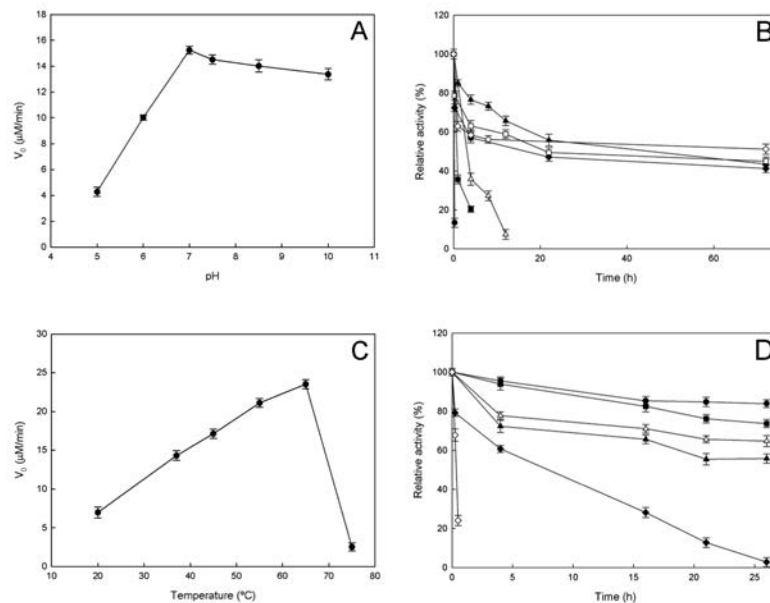 A
V₀ (µM/min)
18
16
14
12
10
8
6
4
2
0
4 5 6 7 8 9 10 11
pH
B
Relative activity (%)
120
100
80
60
40
20
0
0 20 40 60
Time (h)
C
V₀ (µM/min)
30
25
20
15
10
5
0
10 20 30 40 50 60 70 80
Temperature (ºC)
D
Relative activity (%)
120
100
80
60
40
20
0
0 5 10 15 20 25
Time (h)